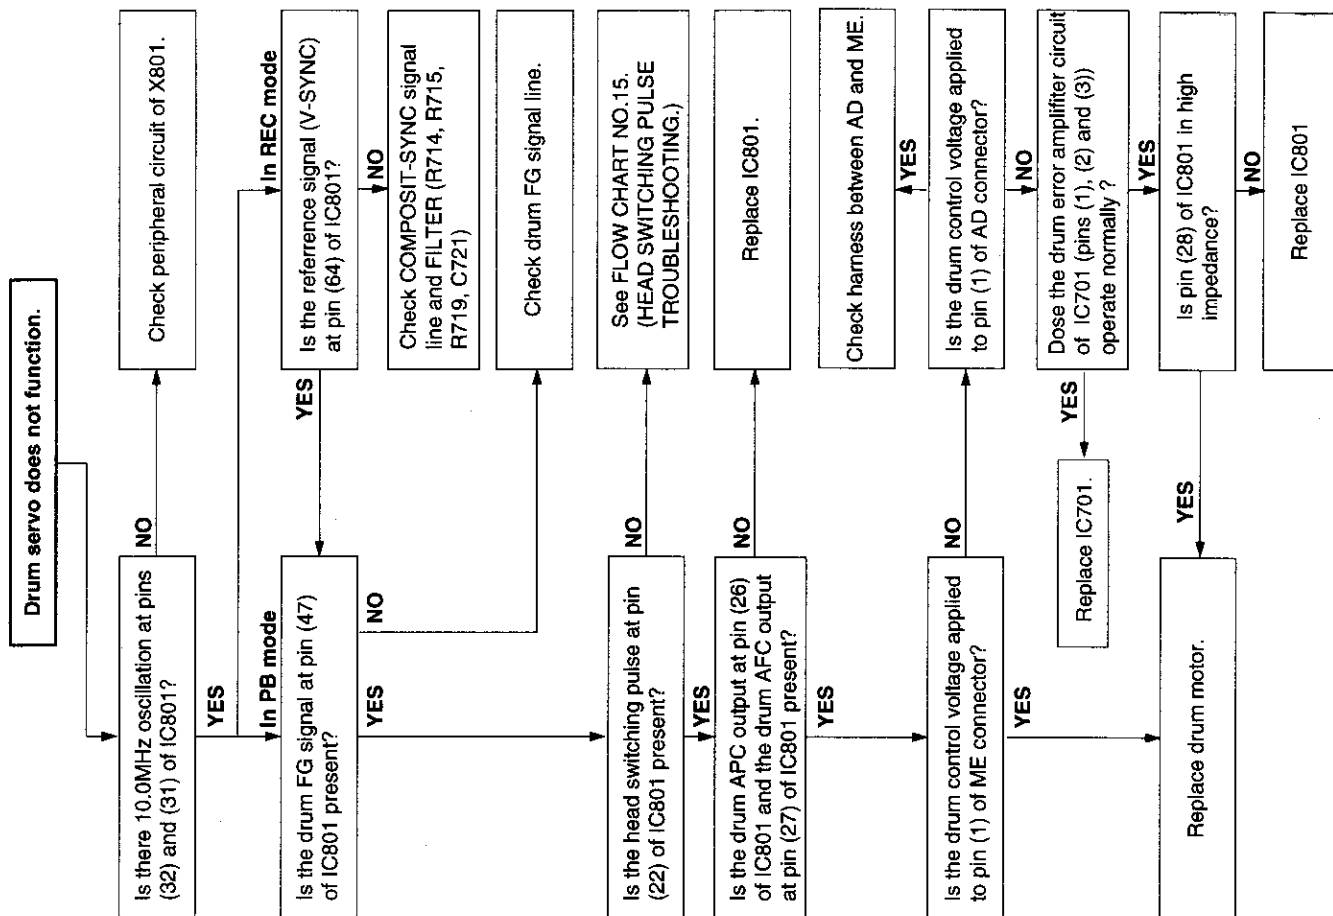 Drum servo does not function.
Is there 10.0MHz oscillation at pins
(32) and (31) of IC801?
NO
Check peripheral circuit of X801.
YES
In PB mode
In REC mode
Is the referrence signal (V-SYNC)
at pin (64) of IC801?
YES
NO
Check COMPOSIT-SYNC signal
line and FILTER (R714, R715,
R719, C721)
Is the drum FG signal at pin (47)
of IC801 present?
NO
Check drum FG signal line.
YES
Is the head switching pulse at pin
(22) of IC801 present?
NO
See FLOW CHART NO.15.
(HEAD SWITCHING PULSE
TROUBLESHOOTING.)
YES
Is the drum APC output at pin (26)
of IC801 and the drum AFC output
at pin (27) of IC801 present?
NO
Replace IC801.
YES
Is the drum control voltage applied
to pin (1) of ME connector?
NO
Is the drum control voltage applied
to pin (1) of AD connector?
YES
Check harness between AD and ME.
NO
Dose the drum error amplifiter circuit
of IC701 (pins (1), (2) and (3))
operate normally ?
YES
Replace IC701.
YES
Is pin (28) of IC801 in high
impedance?
NO
Replace IC801
YES
YES
Replace drum motor.